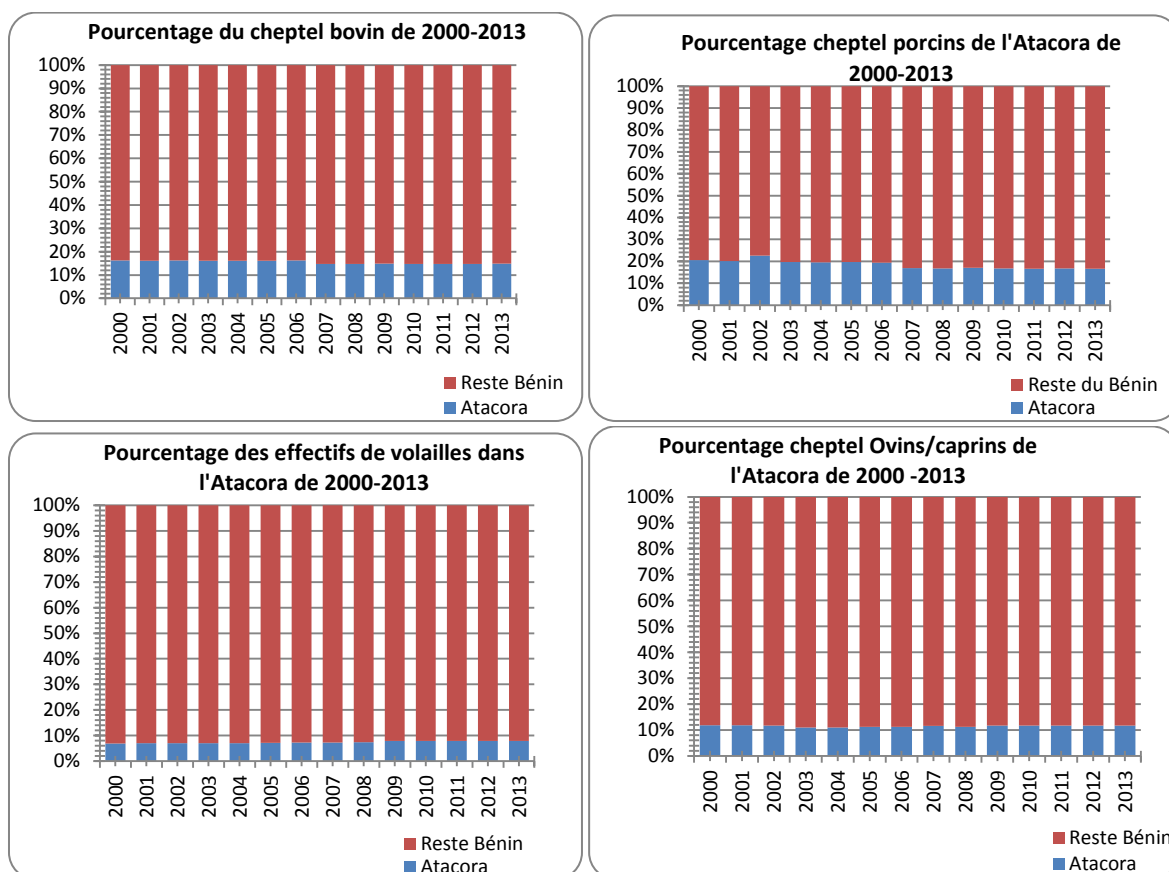 Pourcentage du cheptel bovin de 2000-2013
100%
90%
80%
70%
60%
50%
40%
30%
20%
10%
0%
2000 2001 2002 2003 2004 2005 2006 2007 2008 2009 2010 2011 2012 2013
Reste Bénin
Atacora
Pourcentage cheptel porcins de l'Atacora de
2000-2013
100%
90%
80%
70%
60%
50%
40%
30%
20%
10%
0%
2000 2001 2002 2003 2004 2005 2006 2007 2008 2009 2010 2011 2012 2013
Reste du Bénin
Atacora
Pourcentage des effectifs de volailles dans
l'Atacora de 2000-2013
100%
90%
80%
70%
60%
50%
40%
30%
20%
10%
0%
2000 2001 2002 2003 2004 2005 2006 2007 2008 2009 2010 2011 2012 2013
Reste Bénin
Atacora
Pourcentage cheptel Ovins/caprins de
l'Atacora de 2000 -2013
100%
90%
80%
70%
60%
50%
40%
30%
20%
10%
0%
2000 2001 2002 2003 2004 2005 2006 2007 2008 2009 2010 2011 2012 2013
Reste Bénin
Atacora